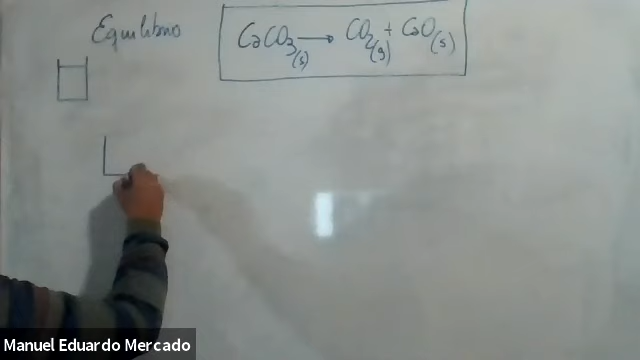 Equilibrio
CaCO3(s) → CO2(g) + CaO(s)
Manuel Eduardo Mercado